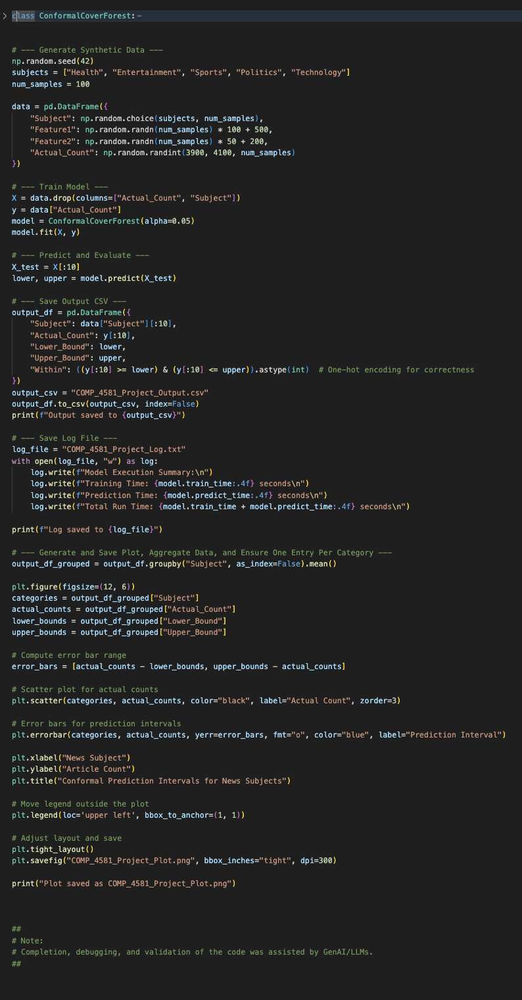 class ConformalCoverForest:⋯
# ––– Generate Synthetic Data –––
np.random.seed(42)
subjects = ["Health", "Entertainment", "Sports", "Politics", "Technology"]
num_samples = 100
data = pd.DataFrame({
    "Subject": np.random.choice(subjects, num_samples),
    "Feature1": np.random.randn(num_samples) * 100 + 500,
    "Feature2": np.random.randn(num_samples) * 50 + 200,
    "Actual_Count": np.random.randint(3900, 4100, num_samples)
})
# ––– Train Model –––
X = data.drop(columns=["Actual_Count", "Subject"])
y = data["Actual_Count"]
model = ConformalCoverForest(alpha=0.05)
model.fit(X, y)
# ––– Predict and Evaluate –––
X_test = X[:10]
lower, upper = model.predict(X_test)
# ––– Save Output CSV –––
output_df = pd.DataFrame({
    "Subject": data["Subject"][:10],
    "Actual_Count": y[:10],
    "Lower_Bound": lower,
    "Upper_Bound": upper,
    "Within": ((y[:10] >= lower) & (y[:10] <= upper)).astype(int)  # One-hot encoding for correctness
})
output_csv = "COMP_4581_Project_Output.csv"
output_df.to_csv(output_csv, index=False)
print(f"Output saved to {output_csv}")
# ––– Save Log File –––
log_file = "COMP_4581_Project_Log.txt"
with open(log_file, "w") as log:
    log.write(f"Model Execution Summary:\n")
    log.write(f"Training Time: {model.train_time:.4f} seconds\n")
    log.write(f"Prediction Time: {model.predict_time:.4f} seconds\n")
    log.write(f"Total Run Time: {model.train_time + model.predict_time:.4f} seconds\n")
print(f"Log saved to {log_file}")
# ––– Generate and Save Plot, Aggregate Data, and Ensure One Entry Per Category –––
output_df_grouped = output_df.groupby("Subject", as_index=False).mean()
plt.figure(figsize=(12, 6))
categories = output_df_grouped["Subject"]
actual_counts = output_df_grouped["Actual_Count"]
lower_bounds = output_df_grouped["Lower_Bound"]
upper_bounds = output_df_grouped["Upper_Bound"]
# Compute error bar range
error_bars = [actual_counts - lower_bounds, upper_bounds - actual_counts]
# Scatter plot for actual counts
plt.scatter(categories, actual_counts, color="black", label="Actual Count", zorder=3)
# Error bars for prediction intervals
plt.errorbar(categories, actual_counts, yerr=error_bars, fmt="o", color="blue", label="Prediction Interval")
plt.xlabel("News Subject")
plt.ylabel("Article Count")
plt.title("Conformal Prediction Intervals for News Subjects")
# Move legend outside the plot
plt.legend(loc='upper left', bbox_to_anchor=(1, 1))
# Adjust layout and save
plt.tight_layout()
plt.savefig("COMP_4581_Project_Plot.png", bbox_inches="tight", dpi=300)
print("Plot saved as COMP_4581_Project_Plot.png")
##
# Note:
# Completion, debugging, and validation of the code was assisted by GenAI/LLMs.
##